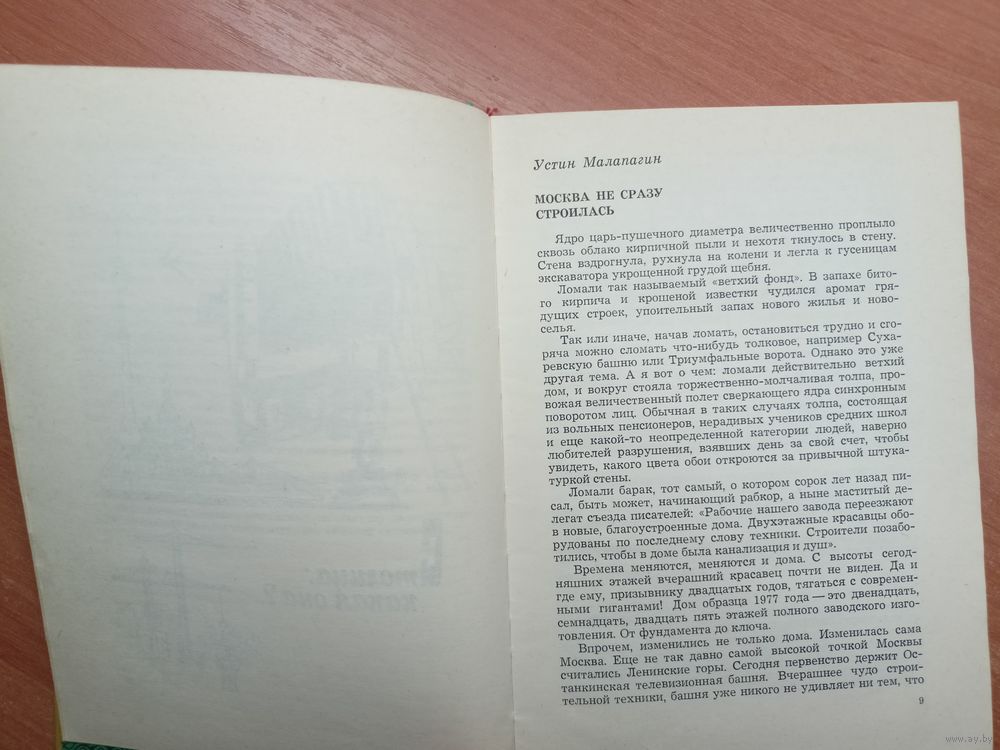 Устин Малапагин
МОСКВА НЕ СРАЗУ
СТРОИЛАСЬ
Ядро царь-пушечного диаметра величественно проплыло
сквозь облако кирпичной пыли и нехотя ткнулось в стену.
Стена вздрогнула, рухнула на колени и легла к гусеницам
экскаватора укрощенной грудой щебня.
Ломали так называемый «ветхий фонд». В запахе бито-
го кирпича и крошеной известки чудился аромат гря-
дущих строек, упоительный запах нового жилья и ново-
селья.
Так или иначе, начав ломать, остановиться трудно и сго-
ряча можно сломать что-нибудь толковое, например Суха-
ревскую башню или Триумфальные ворота. Однако это уже
другая тема. А я вот о чем: ломали действительно ветхий
дом, и вокруг стояла торжественно-молчаливая толпа, про-
вожая величественный полет сверкающего ядра синхронным
поворотом лиц. Обычная в таких случаях толпа, состоящая
из вольных пенсионеров, нерадивых учеников средних школ
и еще какой-то неопределенной категории людей, наверно
любителей разрушения, взявших день за свой счет, чтобы
увидеть, какого цвета обои откроются за привычной штука-
туркой стены.
Ломали барак, тот самый, о котором сорок лет назад пи-
сал, быть может, начинающий рабкор, а ныне маститый де-
легат съезда писателей: «Рабочие нашего завода переезжают
в новые, благоустроенные дома. Двухэтажные красавцы обо-
рудованы по последнему слову техники. Строители позабо-
тились, чтобы в доме была канализация и душ».
Времена меняются, меняются и дома. С высоты сегод-
няшних этажей вчерашний красавец почти не виден. Да и
где ему, призывнику двадцатых годов, тягаться с современ-
ными гигантами! Дом образца 1977 года — это двенадцать,
семнадцать, двадцать пять этажей полного заводского изго-
товления. От фундамента до ключа.
Впрочем, изменились не только дома. Изменилась сама
Москва. Еще не так давно самой высокой точкой Москвы
считались Ленинские горы. Сегодня первенство держит Ос-
танкинская телевизионная башня. Вчерашнее чудо строи-
тельной техники, башня уже никого не удивляет ни тем, что
9
www.ay.by